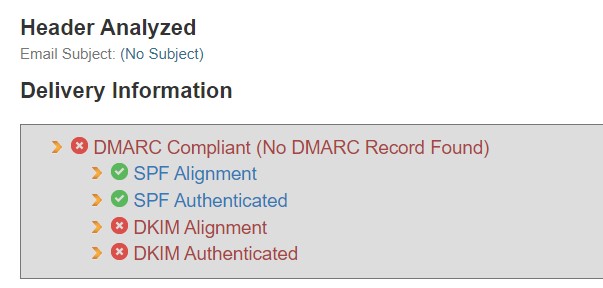 Header Analyzed
Email Subject: (No Subject)
Delivery Information
DMARC Compliant (No DMARC Record Found)
SPF Alignment
SPF Authenticated
DKIM Alignment
DKIM Authenticated